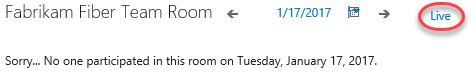 Fabrikam Fiber Team Room 1/17/2017 Live
Sorry... No one participated in this room on Tuesday, January 17, 2017.